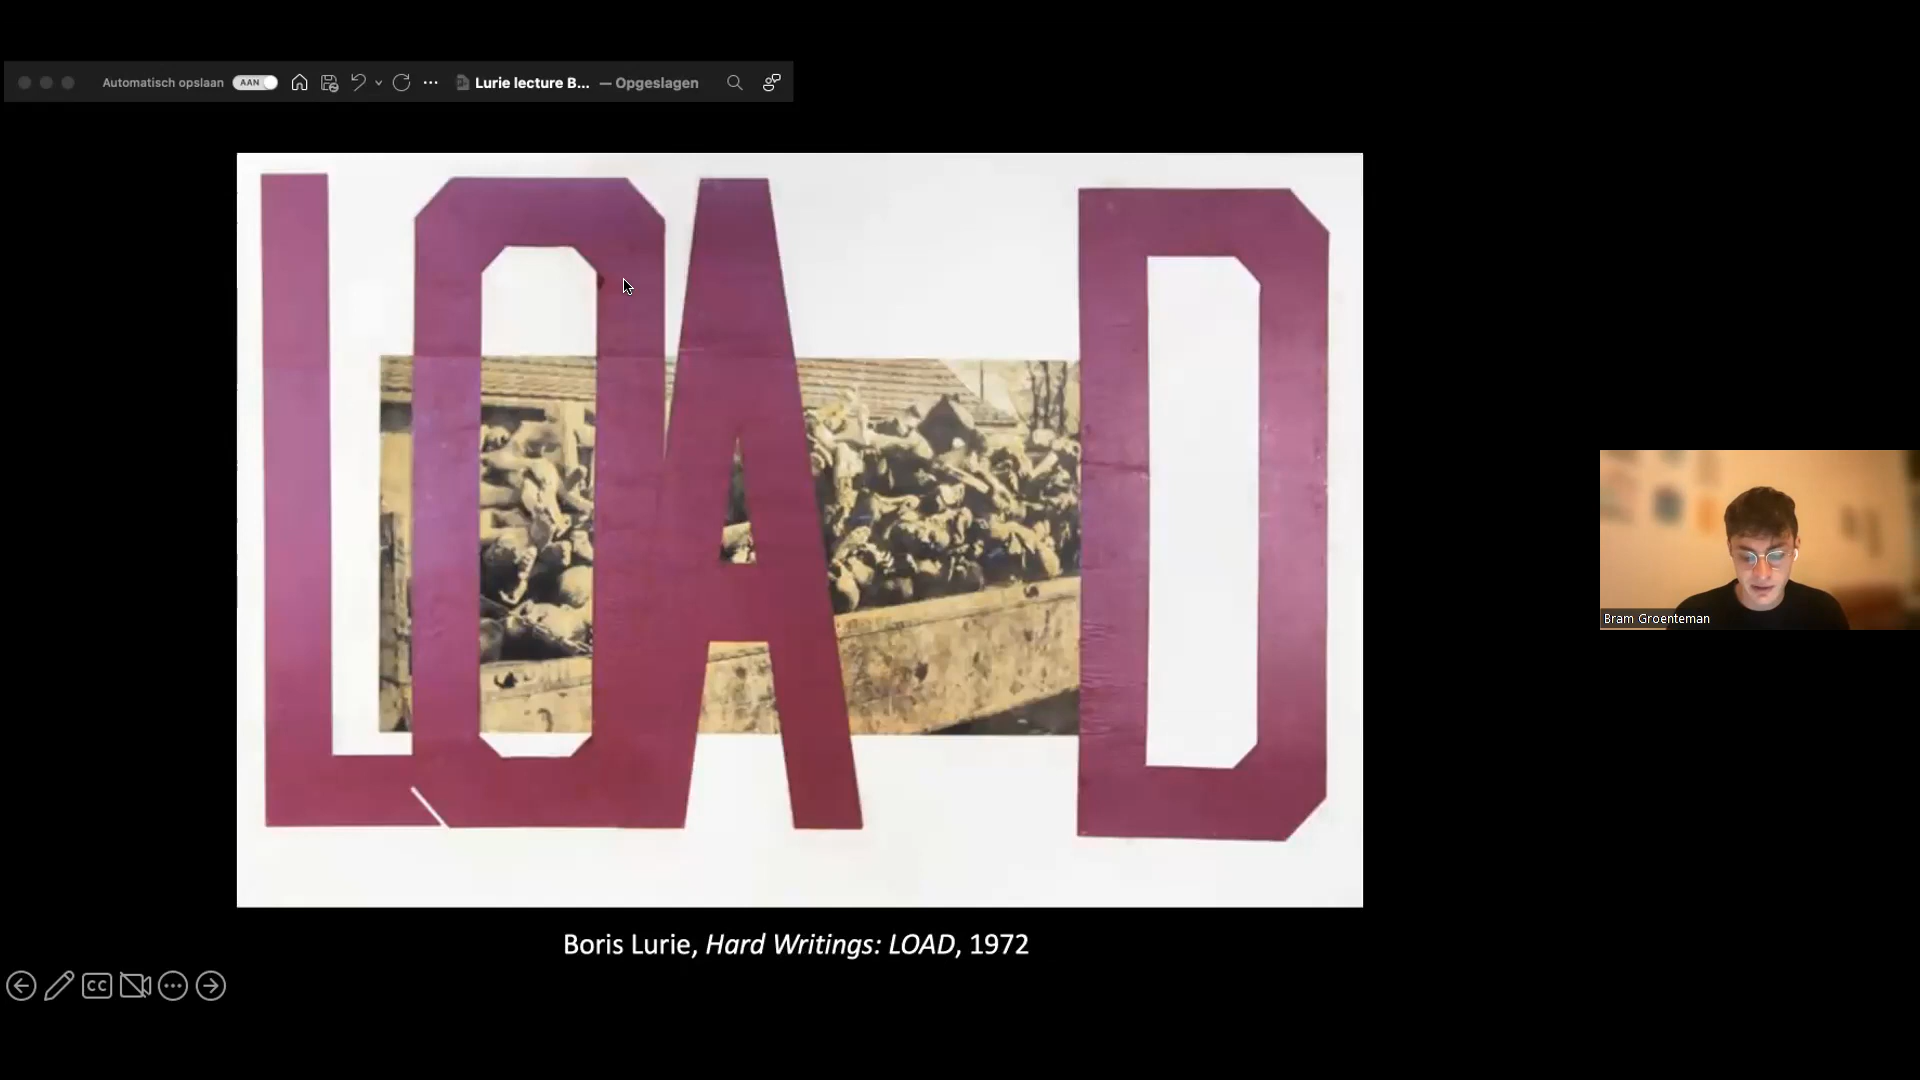 Automatisch opslaan AAN Lurie lecture B... — Opgeslagen
LOAD
Bram Groenteman
Boris Lurie, Hard Writings: LOAD, 1972
CC